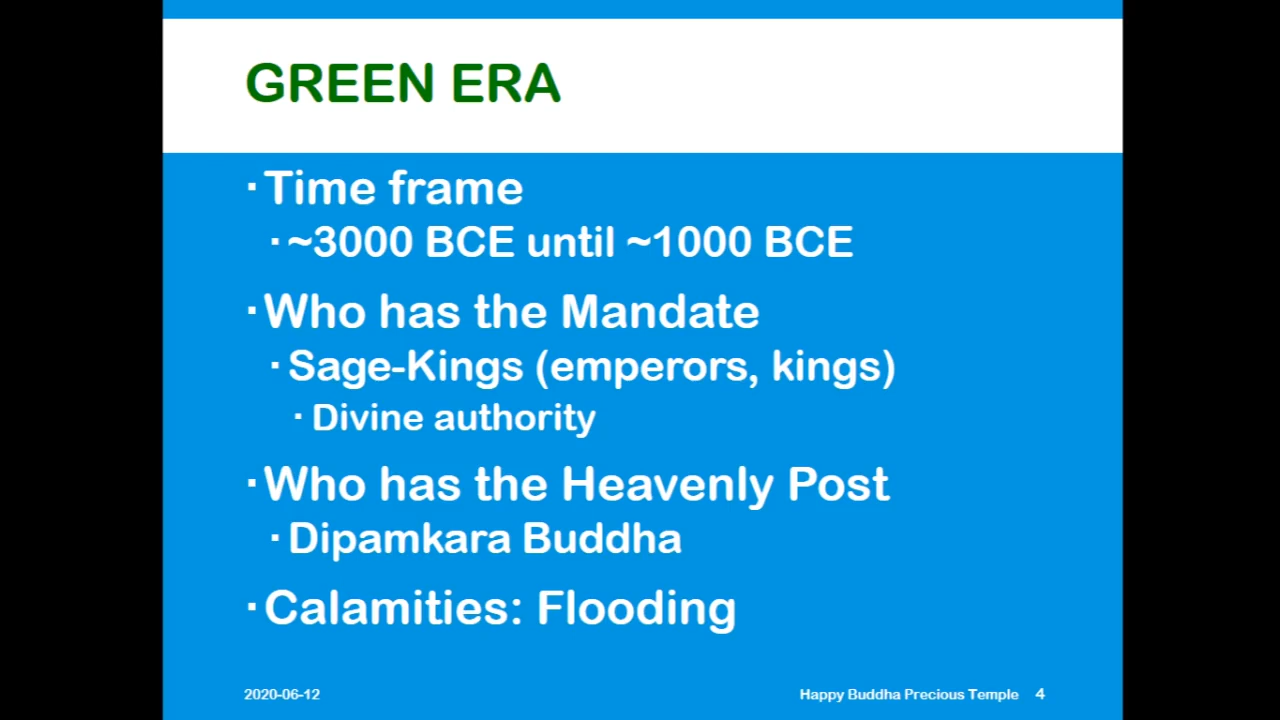 GREEN ERA
· Time frame
· ~3000 BCE until ~1000 BCE
· Who has the Mandate
· Sage-Kings (emperors, kings)
· Divine authority
· Who has the Heavenly Post
· Dipamkara Buddha
· Calamities: Flooding
2020-06-12 Happy Buddha Precious Temple 4